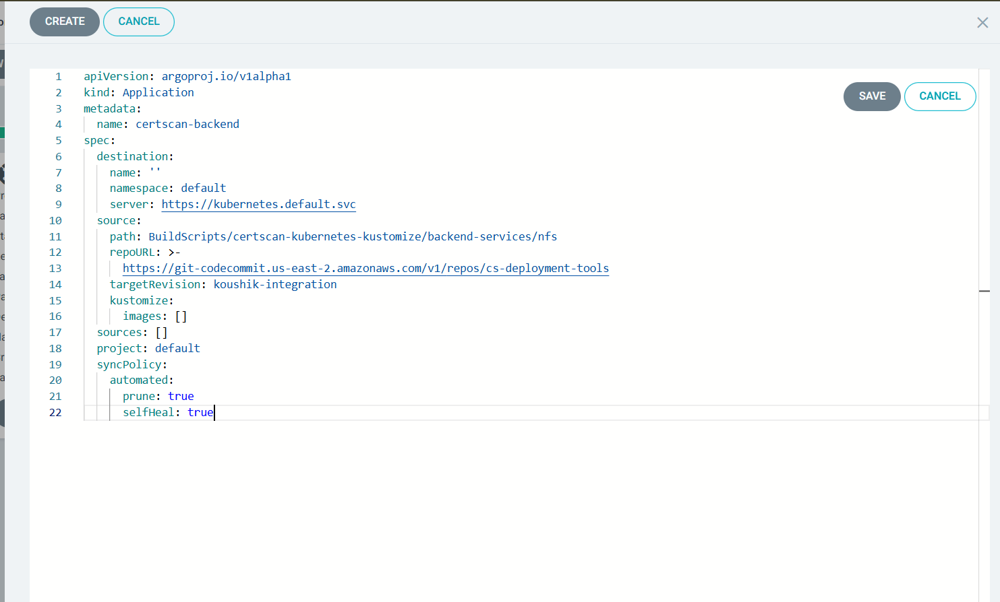 CREATE CANCEL
1 apiVersion: argoproj.io/v1alpha1
2 kind: Application
3 metadata:
4 name: certscan-backend
5 spec:
6 destination:
7 name: ''
8 namespace: default
9 server: https://kubernetes.default.svc
10 source:
11 path: BuildScripts/certscan-kubernetes-kustomize/backend-services/nfs
12 repoURL: >-
13 https://git-codecommit.us-east-2.amazonaws.com/v1/repos/cs-deployment-tools
14 targetRevision: koushik-integration
15 kustomize:
16 images: []
17 sources: []
18 project: default
19 syncPolicy:
20 automated:
21 prune: true
22 selfHeal: true
SAVE CANCEL